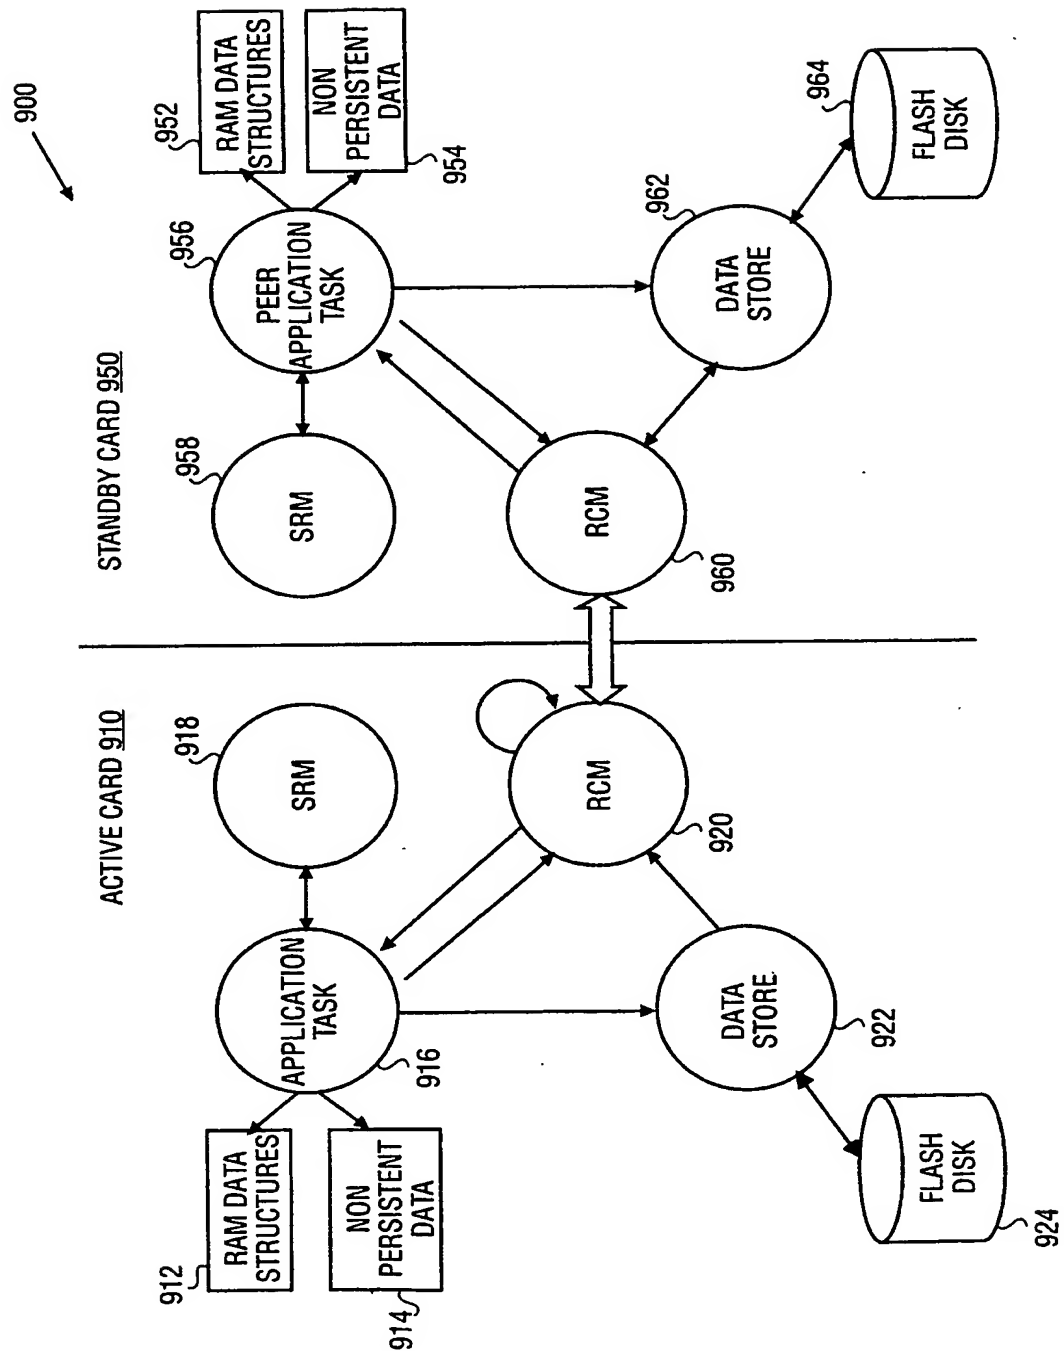 900
ACTIVE CARD 910
STANDBY CARD 950
912
RAM DATA
STRUCTURES
914
NON
PERSISTENT
DATA
APPLICATION
TASK
916
918
SRM
RCM
920
DATA
STORE
922
FLASH
DISK
924
958
SRM
956
PEER
APPLICATION
TASK
952
RAM DATA
STRUCTURES
NON
PERSISTENT
DATA
954
RCM
960
962
DATA
STORE
964
FLASH
DISK